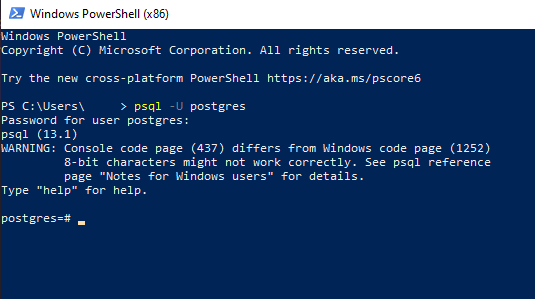 Windows PowerShell (x86)
Windows PowerShell
Copyright (C) Microsoft Corporation. All rights reserved.
Try the new cross-platform PowerShell https://aka.ms/pscore6
PS C:\Users\     > psql -U postgres
Password for user postgres:
psql (13.1)
WARNING: Console code page (437) differs from Windows code page (1252)
         8-bit characters might not work correctly. See psql reference
         page "Notes for Windows users" for details.
Type "help" for help.
postgres=#